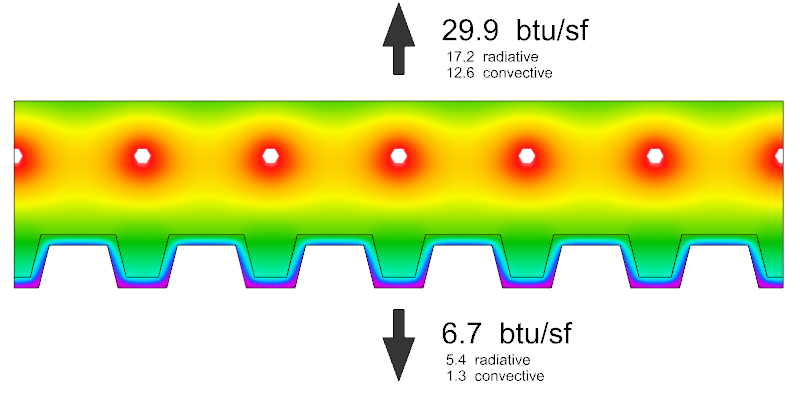 29.9 btu/sf
17.2 radiative
12.6 convective
6.7 btu/sf
5.4 radiative
1.3 convective